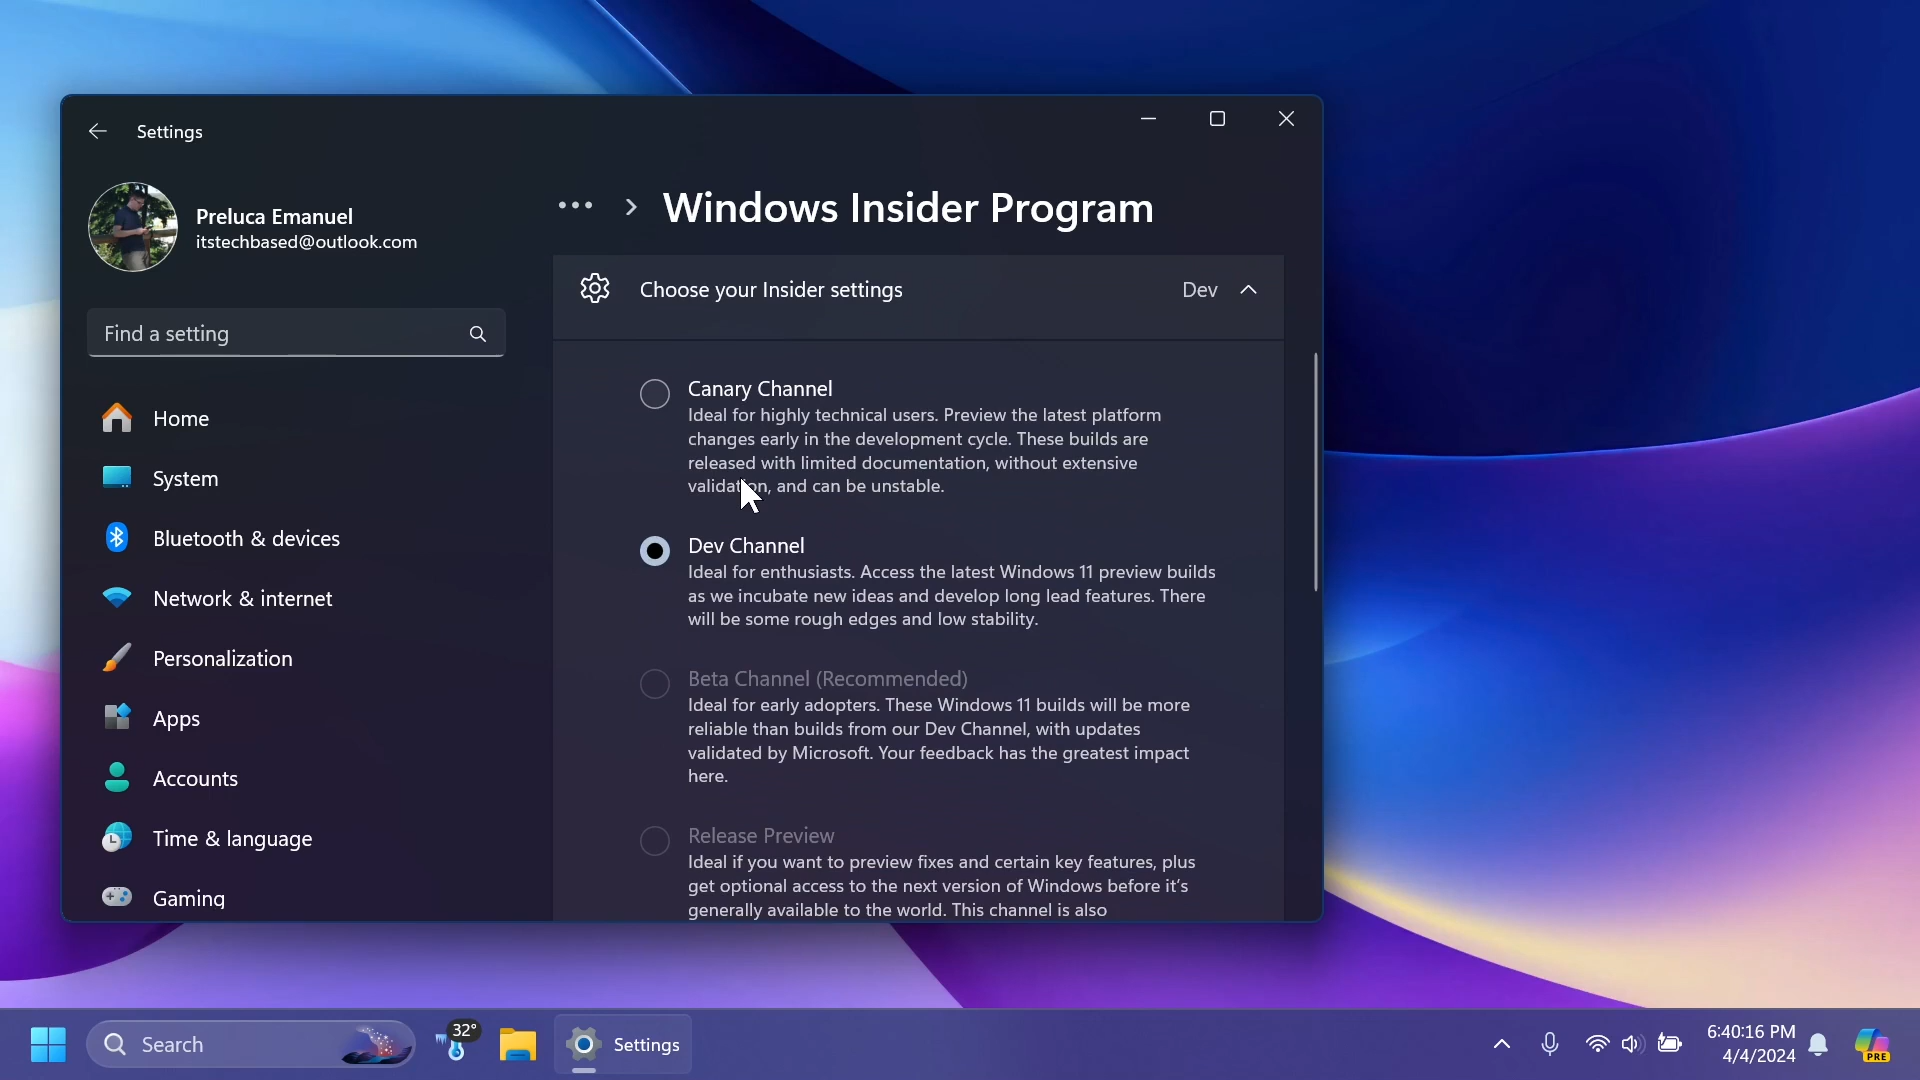 Settings
Preluca Emanuel
itstechbased@outlook.com
Find a setting
Home
System
Bluetooth & devices
Network & internet
Personalization
Apps
Accounts
Time & language
Gaming
Windows Insider Program
Choose your Insider settings
Dev
Canary Channel
Ideal for highly technical users. Preview the latest platform
changes early in the development cycle. These builds are
released with limited documentation, without extensive
validation, and can be unstable.
Dev Channel
Ideal for enthusiasts. Access the latest Windows 11 preview builds
as we incubate new ideas and develop long lead features. There
will be some rough edges and low stability.
Beta Channel (Recommended)
Ideal for early adopters. These Windows 11 builds will be more
reliable than builds from our Dev Channel, with updates
validated by Microsoft. Your feedback has the greatest impact
here.
Release Preview
Ideal if you want to preview fixes and certain key features, plus
get optional access to the next version of Windows before it's
generally available to the world. This channel is also
Search
32°
Settings
6:40:16 PM
4/4/2024
PRE